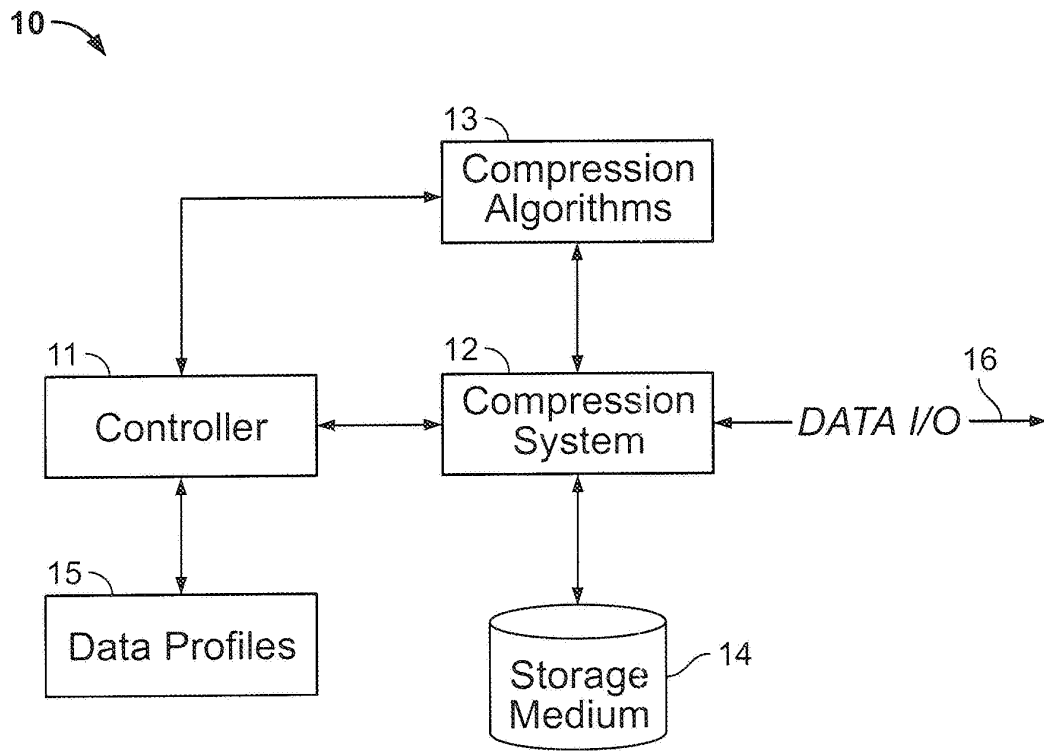 10
13
Compression
Algorithms
11
Controller
12
Compression
System
16
DATA I/O
15
Data Profiles
14
Storage
Medium